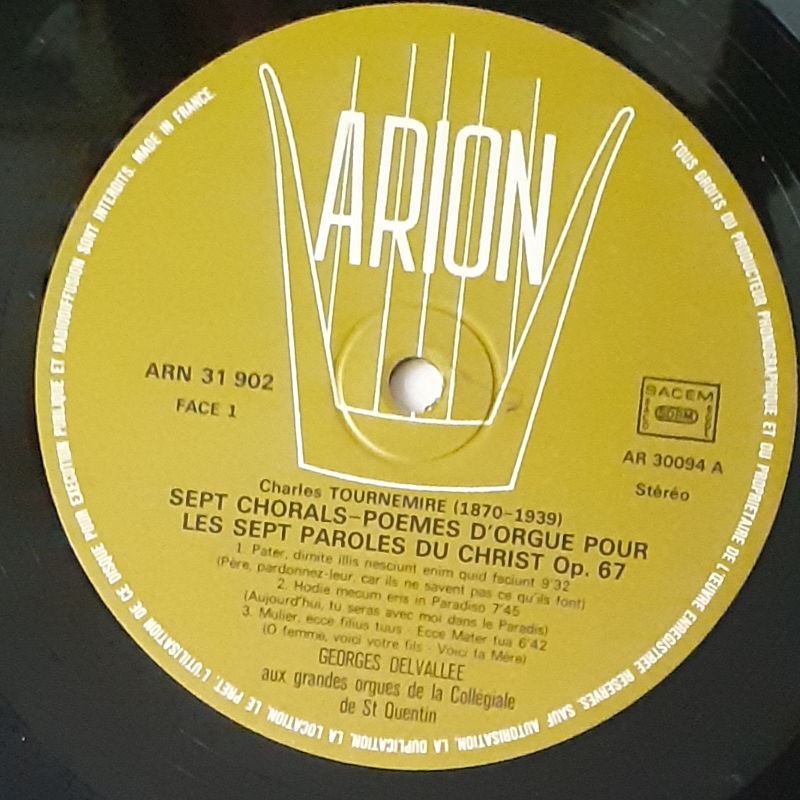 ARION
ARN 31 902
FACE 1
SACEM
SDRM
AR 30094 A
Stéréo
Charles TOURNEMIRE (1870-1939)
SEPT CHORALS-POEMES D'ORGUE POUR
LES SEPT PAROLES DU CHRIST Op. 67
1. Pater, dimite illis nesciunt enim quid faciunt 9'32
(Père, pardonnez-leur, car ils ne savent pas ce qu'ils font)
2. Hodie mecum eris in Paradiso 7'45
(Aujourd'hui, tu seras avec moi dans le Paradis)
3. Mulier, ecce filius tuus - Ecce Mater tua 6'42
(O femme, voici votre fils - Voici ta Mère)
GEORGES DELVALLEE
aux grandes orgues de la Collégiale
de St Quentin
TOUS DROITS DU PRODUCTEUR PHONOGRAPHIQUE ET DU PROPRIETAIRE DE L'ŒUVRE ENREGISTREE RESERVES. SAUF AUTORISATION, LA DUPLICATION, LA LOCATION, LE PRET, L'UTILISATION DE CE DISQUE POUR EXECUTION PUBLIQUE ET RADIODIFFUSION SONT INTERDITS. MADE IN FRANCE.